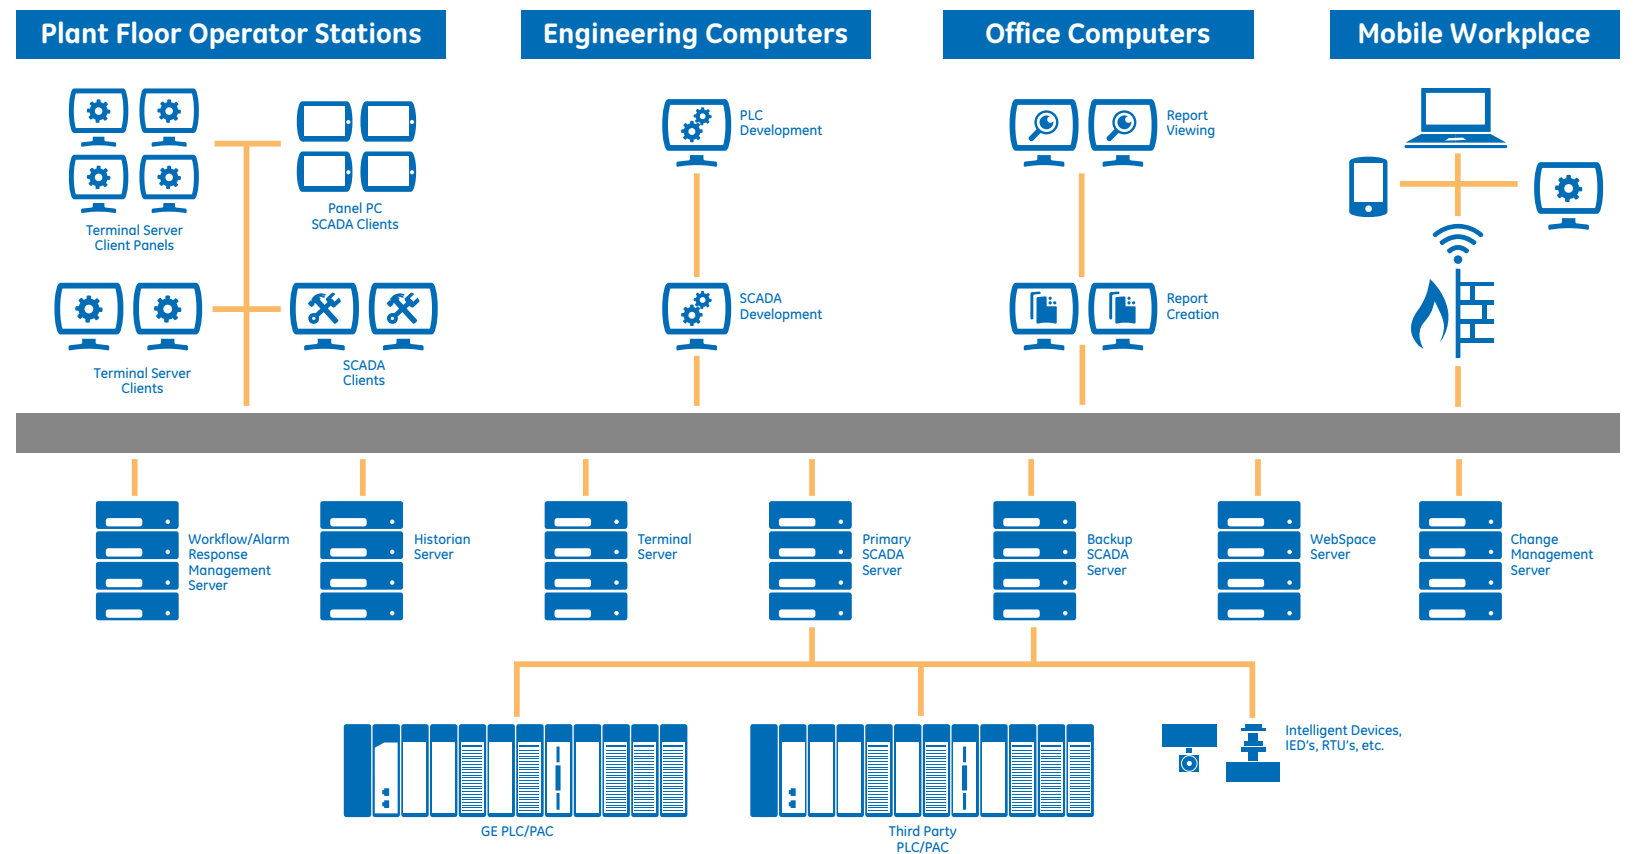 Plant Floor Operator Stations
Engineering Computers
Office Computers
Mobile Workplace
Terminal Server
Client Panels
Panel PC
SCADA Clients
Terminal Server
Clients
SCADA
Clients
PLC
Development
SCADA
Development
Report
Viewing
Report
Creation
Workflow/Alarm
Response
Management
Server
Historian
Server
Terminal
Server
Primary
SCADA
Server
Backup
SCADA
Server
WebSpace
Server
Change
Management
Server
GE PLC/PAC
Third Party
PLC/PAC
Intelligent Devices,
IED's, RTU's, etc.